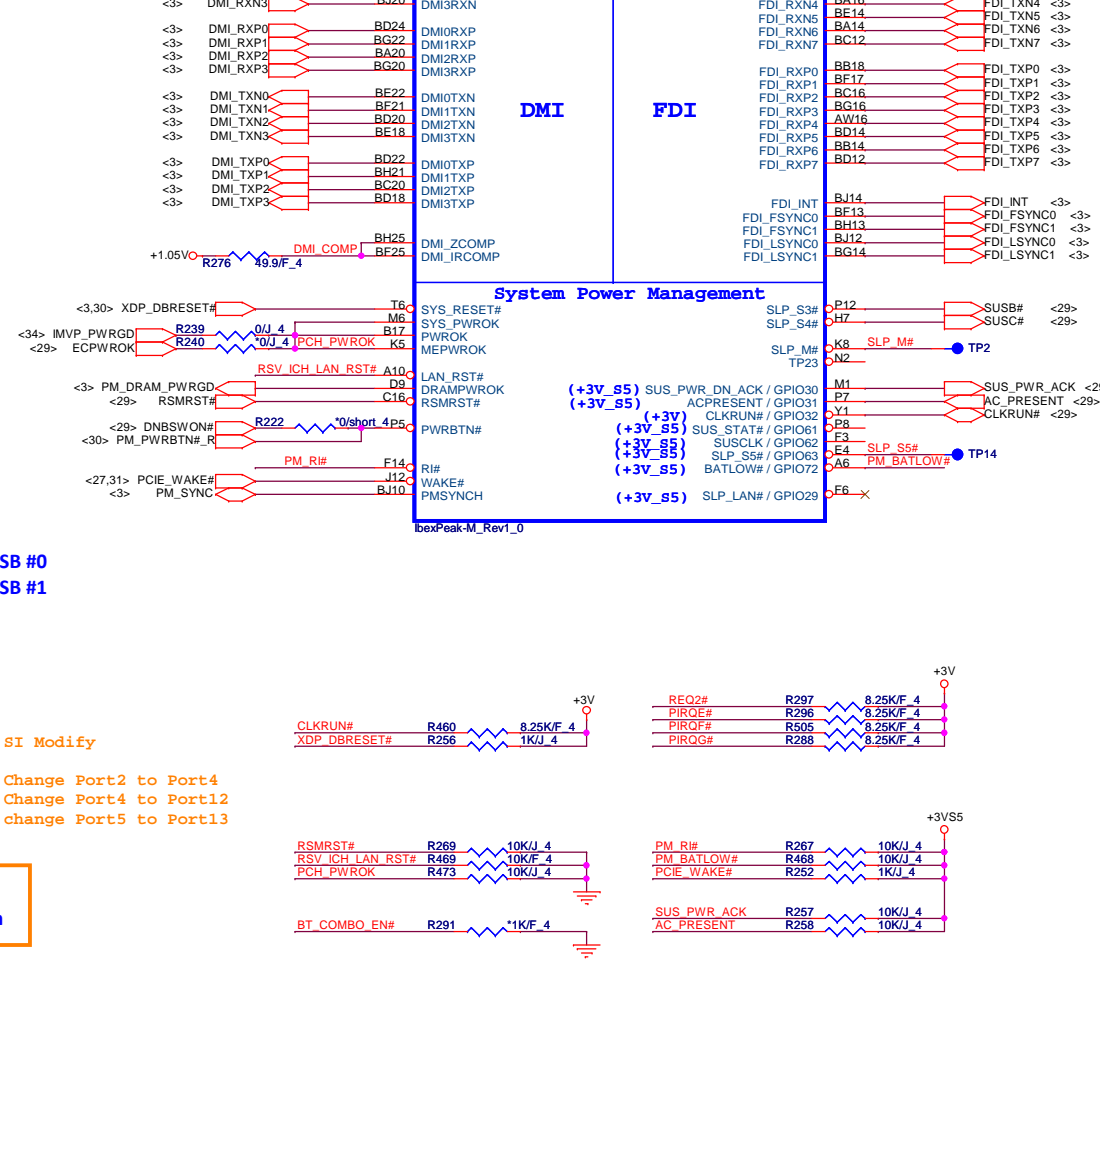 <3> DMI_RXN3 BJ20 DMI3RXN
<3> DMI_RXP0 BD24 DMI0RXP
<3> DMI_RXP1 BG22 DMI1RXP
<3> DMI_RXP2 BA20 DMI2RXP
<3> DMI_RXP3 BG20 DMI3RXP
<3> DMI_TXN0 BE22 DMI0TXN
<3> DMI_TXN1 BF21 DMI1TXN
<3> DMI_TXN2 BD20 DMI2TXN
<3> DMI_TXN3 BE18 DMI3TXN
<3> DMI_TXP0 BD22 DMI0TXP
<3> DMI_TXP1 BH21 DMI1TXP
<3> DMI_TXP2 BC20 DMI2TXP
<3> DMI_TXP3 BD18 DMI3TXP
+1.05V R276 49.9/F_4 DMI_COMP
BH25 DMI_ZCOMP
BF25 DMI_IRCOMP
DMI FDI
FDI_RXN4 BA16 FDI_TXN4 <3>
FDI_RXN5 BE14 FDI_TXN5 <3>
FDI_RXN6 BA14 FDI_TXN6 <3>
FDI_RXN7 BC12 FDI_TXN7 <3>
FDI_RXP0 BB18 FDI_TXP0 <3>
FDI_RXP1 BF17 FDI_TXP1 <3>
FDI_RXP2 BC16 FDI_TXP2 <3>
FDI_RXP3 BG16 FDI_TXP3 <3>
FDI_RXP4 AW16 FDI_TXP4 <3>
FDI_RXP5 BD14 FDI_TXP5 <3>
FDI_RXP6 BB14 FDI_TXP6 <3>
FDI_RXP7 BD12 FDI_TXP7 <3>
FDI_INT BJ14 FDI_INT <3>
FDI_FSYNC0 BF13 FDI_FSYNC0 <3>
FDI_FSYNC1 BH13 FDI_FSYNC1 <3>
FDI_LSYNC0 BJ12 FDI_LSYNC0 <3>
FDI_LSYNC1 BG14 FDI_LSYNC1 <3>
System Power Management
<3,30> XDP_DBRESET# T6 SYS_RESET#
M6 SYS_PWROK
<34> IMVP_PWRGD R239 0/J_4 B17 PWROK
<29> ECPWROK R240 *0/J_4 PCH_PWROK K5 MEPWROK
RSV_ICH_LAN_RST# A10 LAN_RST#
<3> PM_DRAM_PWRGD D9 DRAMPWROK
<29> RSMRST# C16 RSMRST#
<29> DNBSWON# R222 *0/short_4 P5 PWRBTN#
<30> PM_PWRBTN#_R
PM_RI# F14 RI#
<27,31> PCIE_WAKE# J12 WAKE#
<3> PM_SYNC BJ10 PMSYNCH
SLP_S3# P12 SUSB# <29>
SLP_S4# H7 SUSC# <29>
SLP_M# K8 SLP_M# TP2
TP23 N2
(+3V_S5) SUS_PWR_DN_ACK / GPIO30 M1 SUS_PWR_ACK <29
(+3V_S5) ACPRESENT / GPIO31 P7 AC_PRESENT <29>
(+3V) CLKRUN# / GPIO32 Y1 CLKRUN# <29>
(+3V_S5) SUS_STAT# / GPIO61 P8
(+3V_S5) SUSCLK / GPIO62 F3
(+3V_S5) SLP_S5# / GPIO63 E4 SLP_S5# TP14
(+3V_S5) BATLOW# / GPIO72 A6 PM_BATLOW#
(+3V_S5) SLP_LAN# / GPIO29 F6
IbexPeak-M_Rev1_0
SB #0
SB #1
SI Modify
Change Port2 to Port4
Change Port4 to Port12
change Port5 to Port13
+3V
CLKRUN# R460 8.25K/F_4
XDP_DBRESET# R256 1K/J_4
+3V
REQ2# R297 8.25K/F_4
PIRQE# R296 8.25K/F_4
PIRQF# R505 8.25K/F_4
PIRQG# R288 8.25K/F_4
RSMRST# R269 10K/J_4
RSV_ICH_LAN_RST# R469 10K/F_4
PCH_PWROK R473 10K/J_4
BT_COMBO_EN# R291 *1K/F_4
+3VS5
PM_RI# R267 10K/J_4
PM_BATLOW# R468 10K/J_4
PCIE_WAKE# R252 1K/J_4
SUS_PWR_ACK R257 10K/J_4
AC_PRESENT R258 10K/J_4